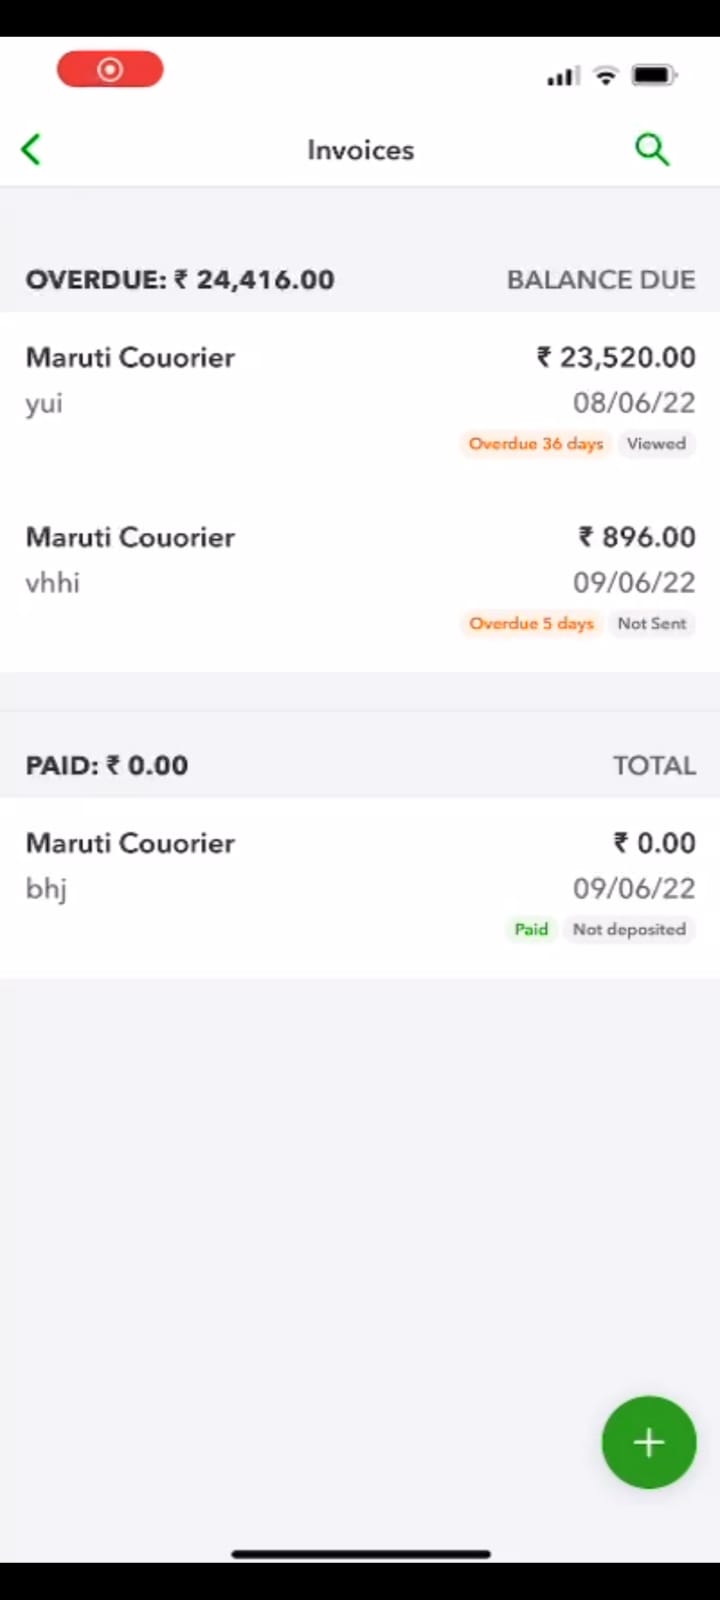 Invoices
OVERDUE: ₹ 24,416.00 BALANCE DUE
Maruti Couorier ₹ 23,520.00
yui 08/06/22
Overdue 36 days Viewed
Maruti Couorier ₹ 896.00
vhhi 09/06/22
Overdue 5 days Not Sent
PAID: ₹ 0.00 TOTAL
Maruti Couorier ₹ 0.00
bhj 09/06/22
Paid Not deposited